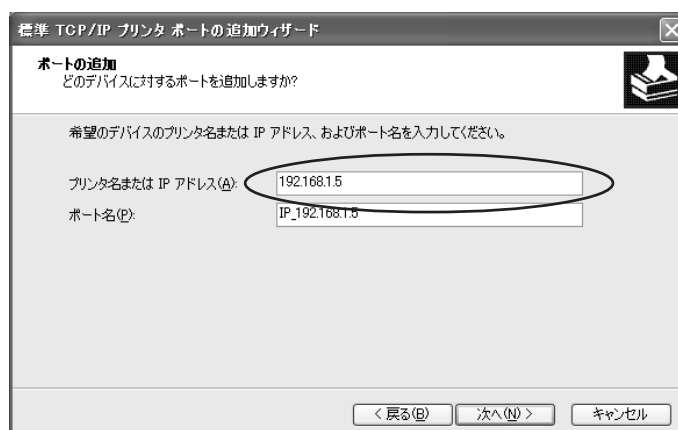 標準 TCP/IP プリンタ ポートの追加ウィザード
ポートの追加
どのデバイスに対するポートを追加しますか?
希望のデバイスのプリンタ名または IP アドレス、およびポート名を入力してください。
プリンタ名または IP アドレス(A): 192.168.1.5
ポート名(P): IP_192.168.1.5
< 戻る(B) 次へ(N) > キャンセル